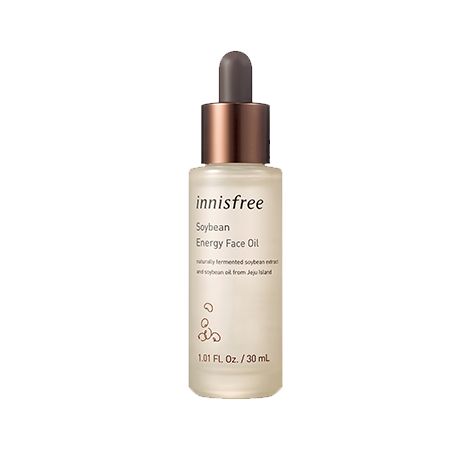 innisfree
Soybean
Energy Face Oil
naturally fermented soybean extract
and soybean oil from Jeju Island
1.01 Fl. Oz. / 30 mL